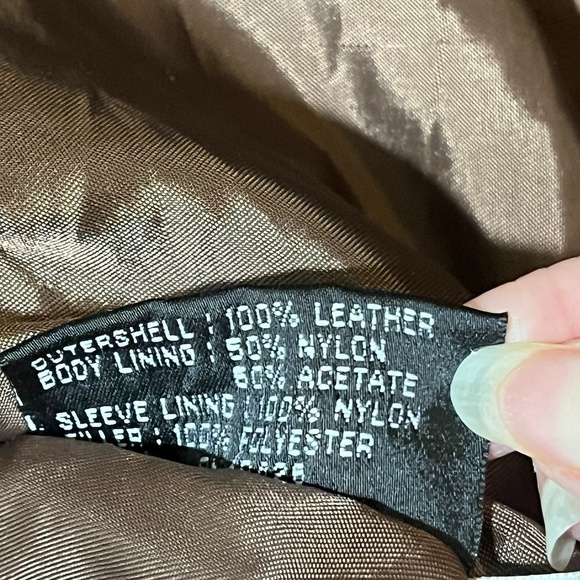 OUTERSHELL : 100% LEATHER
BODY LINING : 50% NYLON
50% ACETATE
SLEEVE LINING : 100% NYLON
FILLER : 100% POLYESTER